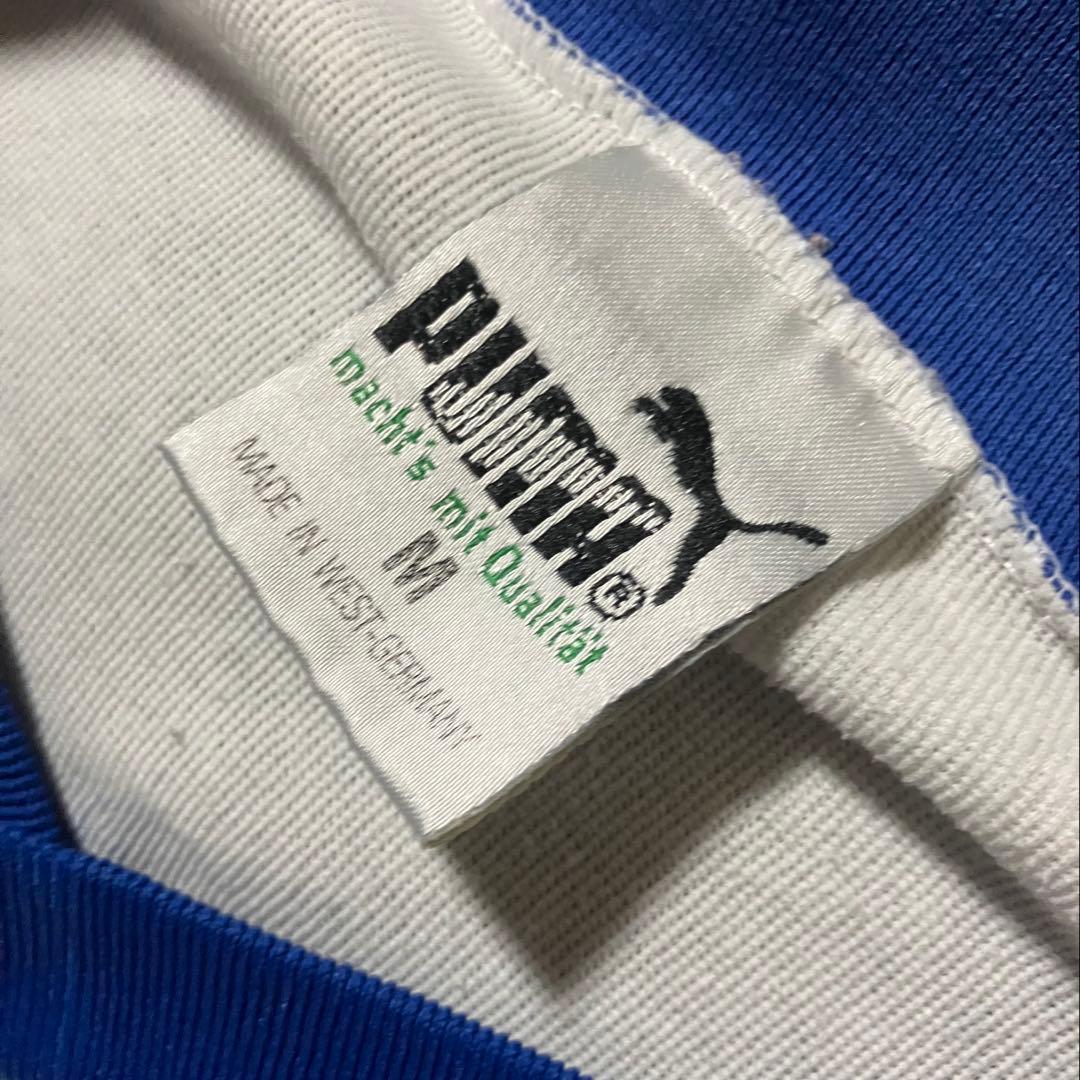 PUMA®
macht's mit Qualität
M
MADE IN WEST-GERMANY